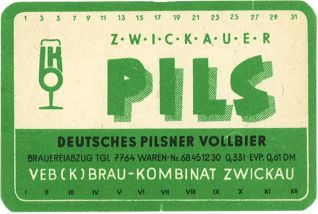 1 3 5 7 9 11 13 15 17 19 21 23 25 27 29 31
Z·W·I·C·K·A·U·E·R
PILS
DEUTSCHES PILSNER VOLLBIER
BRAUEREIABZUG TGL 7764 WAREN-Nr. 68451230 0,33l EVP. 0,61 DM
VEB (K) BRAU-KOMBINAT ZWICKAU
I II III IV V VI VII VIII IX X XI XII